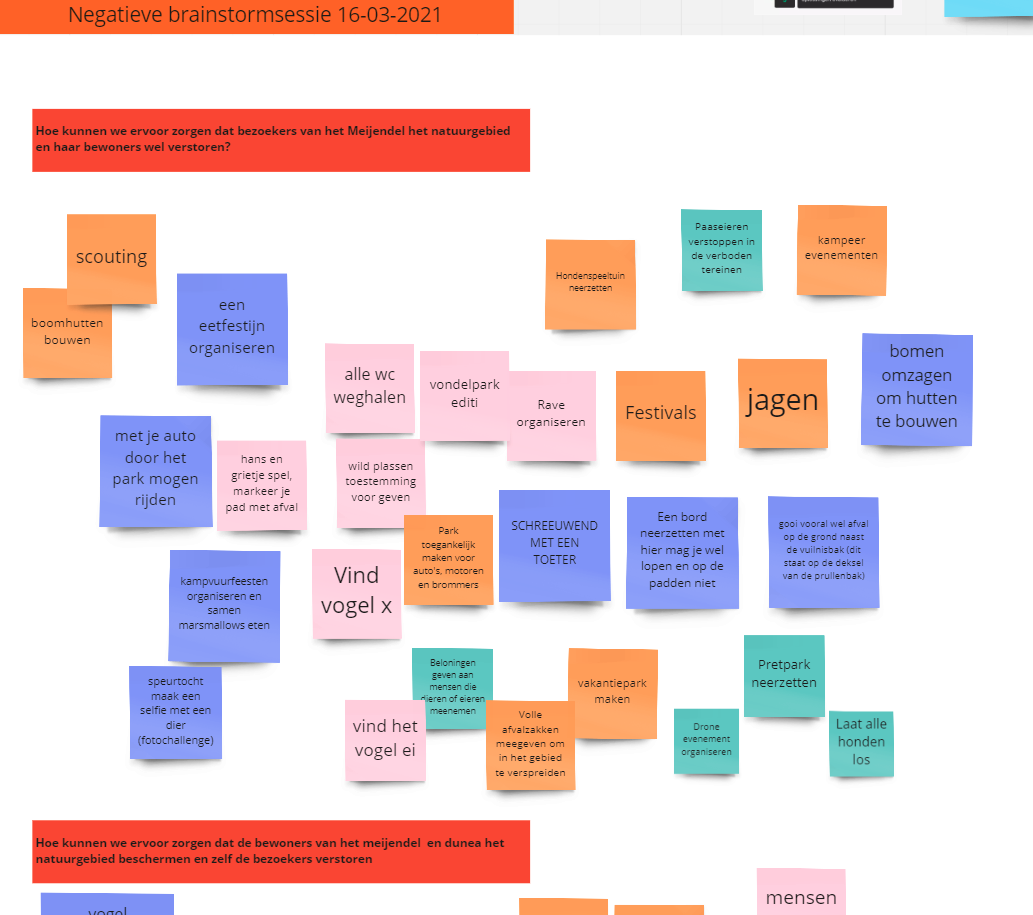 Negatieve brainstormsessie 16-03-2021
Hoe kunnen we ervoor zorgen dat bezoekers van het Meijendel het natuurgebied
en haar bewoners wel verstoren?
scouting
boomhutten
bouwen
een
eetfestijn
organiseren
Hondenspeeltuin
neerzetten
Paaseieren
verstoppen in
de verboden
tereinen
kampeer
evenementen
alle wc
weghalen
vondelpark
editi
Rave
organiseren
Festivals
jagen
bomen
omzagen
om hutten
te bouwen
met je auto
door het
park mogen
rijden
hans en
grietje spel,
markeer je
pad met afval
wild plassen
toestemming
voor geven
Park
toegankelijk
maken voor
auto's, motoren
en brommers
SCHREEUWEND
MET EEN
TOETER
Een bord
neerzetten met
hier mag je wel
lopen en op de
padden niet
gooi vooral wel afval
op de grond naast
de vuilnisbak (dit
staat op de deksel
van de prullenbak)
kampvuurfeesten
organiseren en
samen
marsmallows eten
Vind
vogel x
speurtocht
maak een
selfie met een
dier
(fotochallenge)
Beloningen
geven aan
mensen die
dieren of eieren
meenemen
vind het
vogel ei
Volle
afvalzakken
meegeven om
in het gebied
te verspreiden
vakantiepark
maken
Drone
evenement
organiseren
Pretpark
neerzetten
Laat alle
honden
los
Hoe kunnen we ervoor zorgen dat de bewoners van het meijendel en dunea het
natuurgebied beschermen en zelf de bezoekers verstoren
vogel
mensen